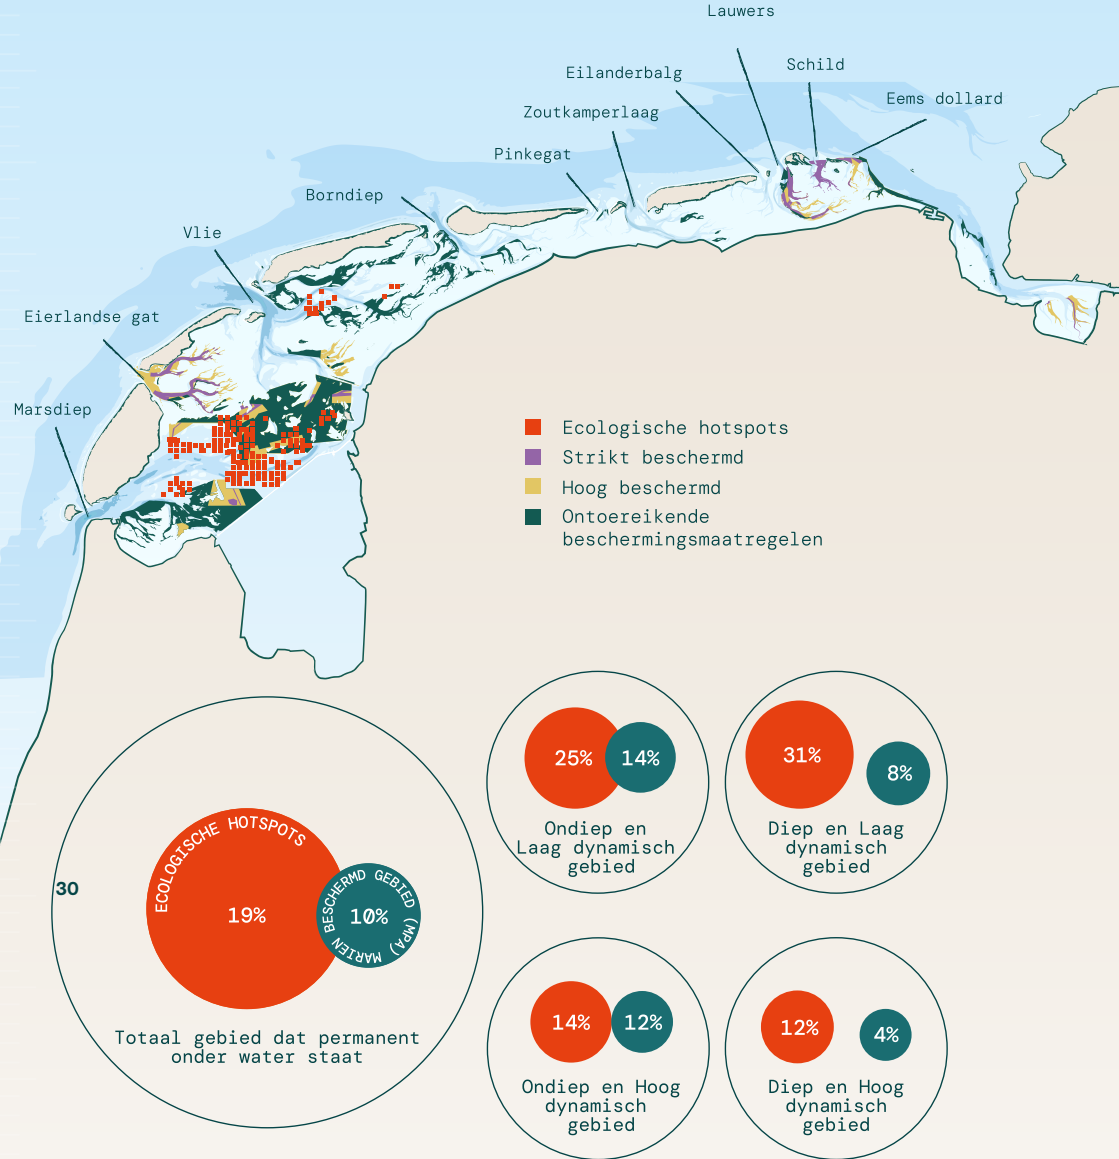 Lauwers
Schild
Eilanderbalg
Eems dollard
Zoutkamperlaag
Pinkegat
Borndiep
Vlie
Eierlandse gat
Marsdiep
Ecologische hotspots
Strikt beschermd
Hoog beschermd
Ontoereikende
beschermingsmaatregelen
30
ECOLOGISCHE HOTSPOTS
19%
MARIEN BESCHERMD GEBIED (MPA)
10%
Totaal gebied dat permanent
onder water staat
25%
14%
Ondiep en
Laag dynamisch
gebied
31%
8%
Diep en Laag
dynamisch
gebied
14%
12%
Ondiep en Hoog
dynamisch
gebied
12%
4%
Diep en Hoog
dynamisch
gebied